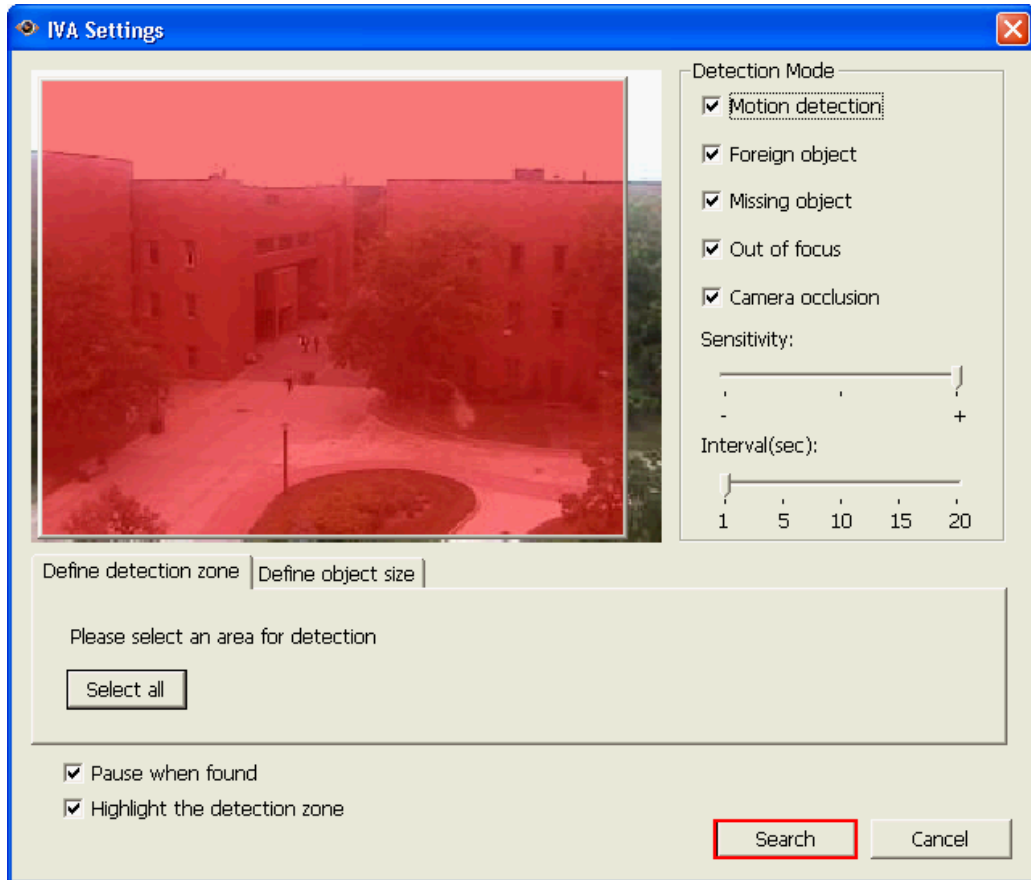 IVA Settings
Detection Mode
Motion detection
Foreign object
Missing object
Out of focus
Camera occlusion
Sensitivity:
- +
Interval(sec):
1 5 10 15 20
Define detection zone
Define object size
Please select an area for detection
Select all
Pause when found
Highlight the detection zone
Search
Cancel